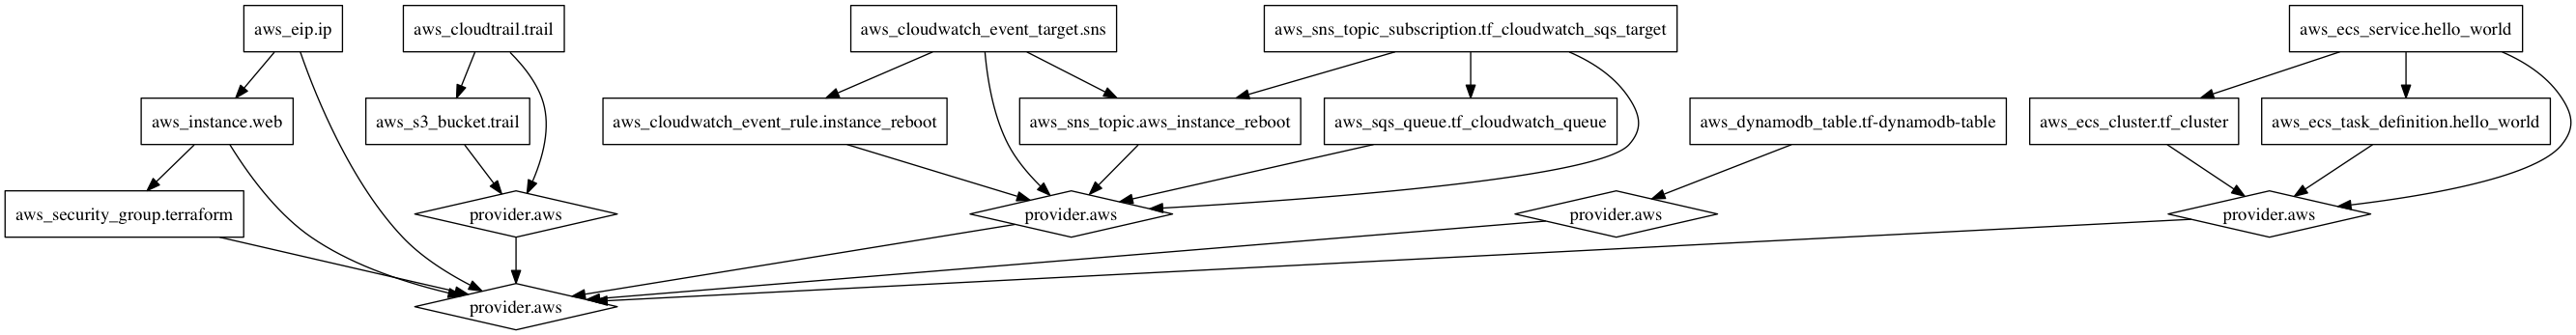 aws_eip.ip
aws_cloudtrail.trail
aws_cloudwatch_event_target.sns
aws_sns_topic_subscription.tf_cloudwatch_sqs_target
aws_ecs_service.hello_world
aws_instance.web
aws_s3_bucket.trail
aws_cloudwatch_event_rule.instance_reboot
aws_sns_topic.aws_instance_reboot
aws_sqs_queue.tf_cloudwatch_queue
aws_dynamodb_table.tf-dynamodb-table
aws_ecs_cluster.tf_cluster
aws_ecs_task_definition.hello_world
aws_security_group.terraform
provider.aws
provider.aws
provider.aws
provider.aws
provider.aws